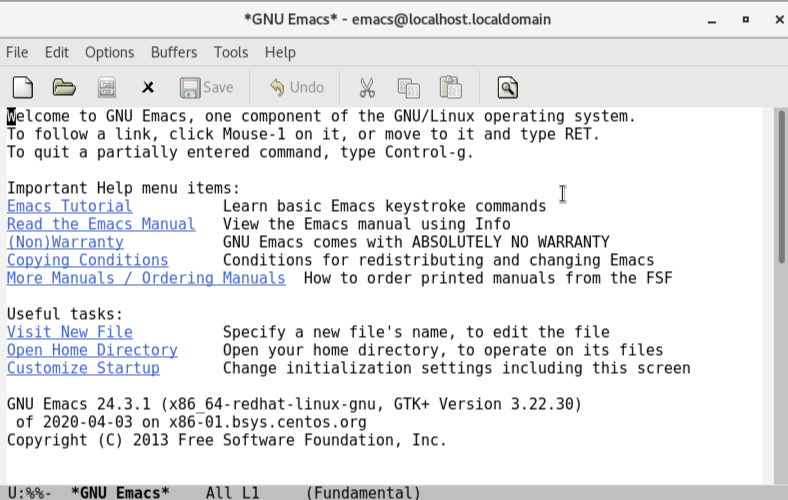 *GNU Emacs* - emacs@localhost.localdomain
File Edit Options Buffers Tools Help
Save Undo
Welcome to GNU Emacs, one component of the GNU/Linux operating system.
To follow a link, click Mouse-1 on it, or move to it and type RET.
To quit a partially entered command, type Control-g.
Important Help menu items:
Emacs Tutorial Learn basic Emacs keystroke commands
Read the Emacs Manual View the Emacs manual using Info
(Non)Warranty GNU Emacs comes with ABSOLUTELY NO WARRANTY
Copying Conditions Conditions for redistributing and changing Emacs
More Manuals / Ordering Manuals How to order printed manuals from the FSF
Useful tasks:
Visit New File Specify a new file's name, to edit the file
Open Home Directory Open your home directory, to operate on its files
Customize Startup Change initialization settings including this screen
GNU Emacs 24.3.1 (x86_64-redhat-linux-gnu, GTK+ Version 3.22.30)
of 2020-04-03 on x86-01.bsys.centos.org
Copyright (C) 2013 Free Software Foundation, Inc.
U:%%- *GNU Emacs* All L1 (Fundamental)